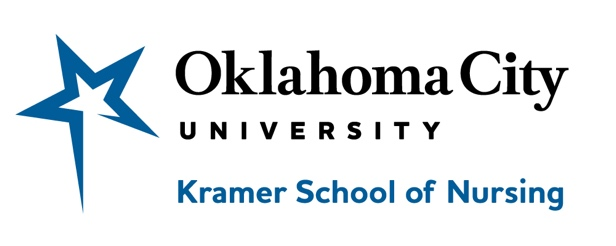 Oklahoma City
UNIVERSITY
Kramer School of Nursing